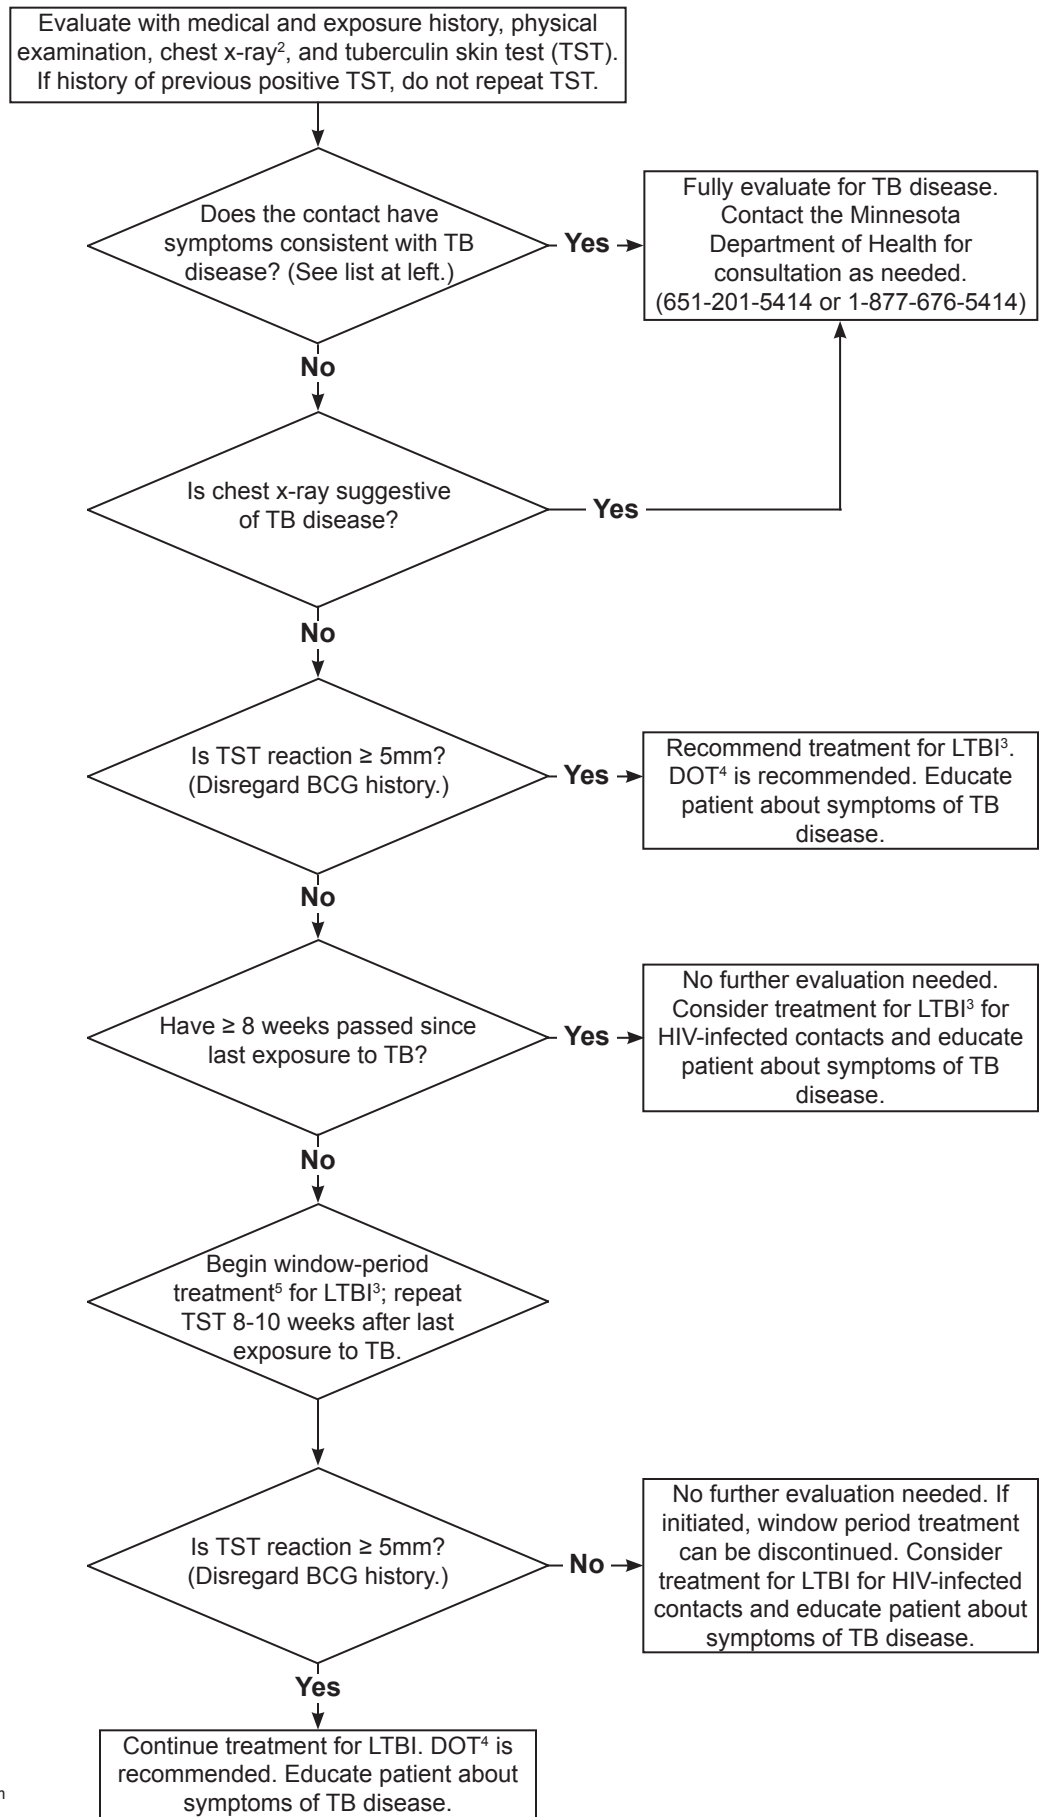 Evaluate with medical and exposure history, physical
examination, chest x-ray², and tuberculin skin test (TST).
If history of previous positive TST, do not repeat TST.
Does the contact have
symptoms consistent with TB
disease? (See list at left.)
Yes
Fully evaluate for TB disease.
Contact the Minnesota
Department of Health for
consultation as needed.
(651-201-5414 or 1-877-676-5414)
No
Is chest x-ray suggestive
of TB disease?
Yes
No
Is TST reaction ≥ 5mm?
(Disregard BCG history.)
Yes
Recommend treatment for LTBI³.
DOT⁴ is recommended. Educate
patient about symptoms of TB
disease.
No
Have ≥ 8 weeks passed since
last exposure to TB?
Yes
No further evaluation needed.
Consider treatment for LTBI³ for
HIV-infected contacts and educate
patient about symptoms of TB
disease.
No
Begin window-period
treatment⁵ for LTBI³; repeat
TST 8-10 weeks after last
exposure to TB.
Is TST reaction ≥ 5mm?
(Disregard BCG history.)
No
No further evaluation needed. If
initiated, window period treatment
can be discontinued. Consider
treatment for LTBI for HIV-infected
contacts and educate patient about
symptoms of TB disease.
Yes
Continue treatment for LTBI. DOT⁴ is
recommended. Educate patient about
symptoms of TB disease.